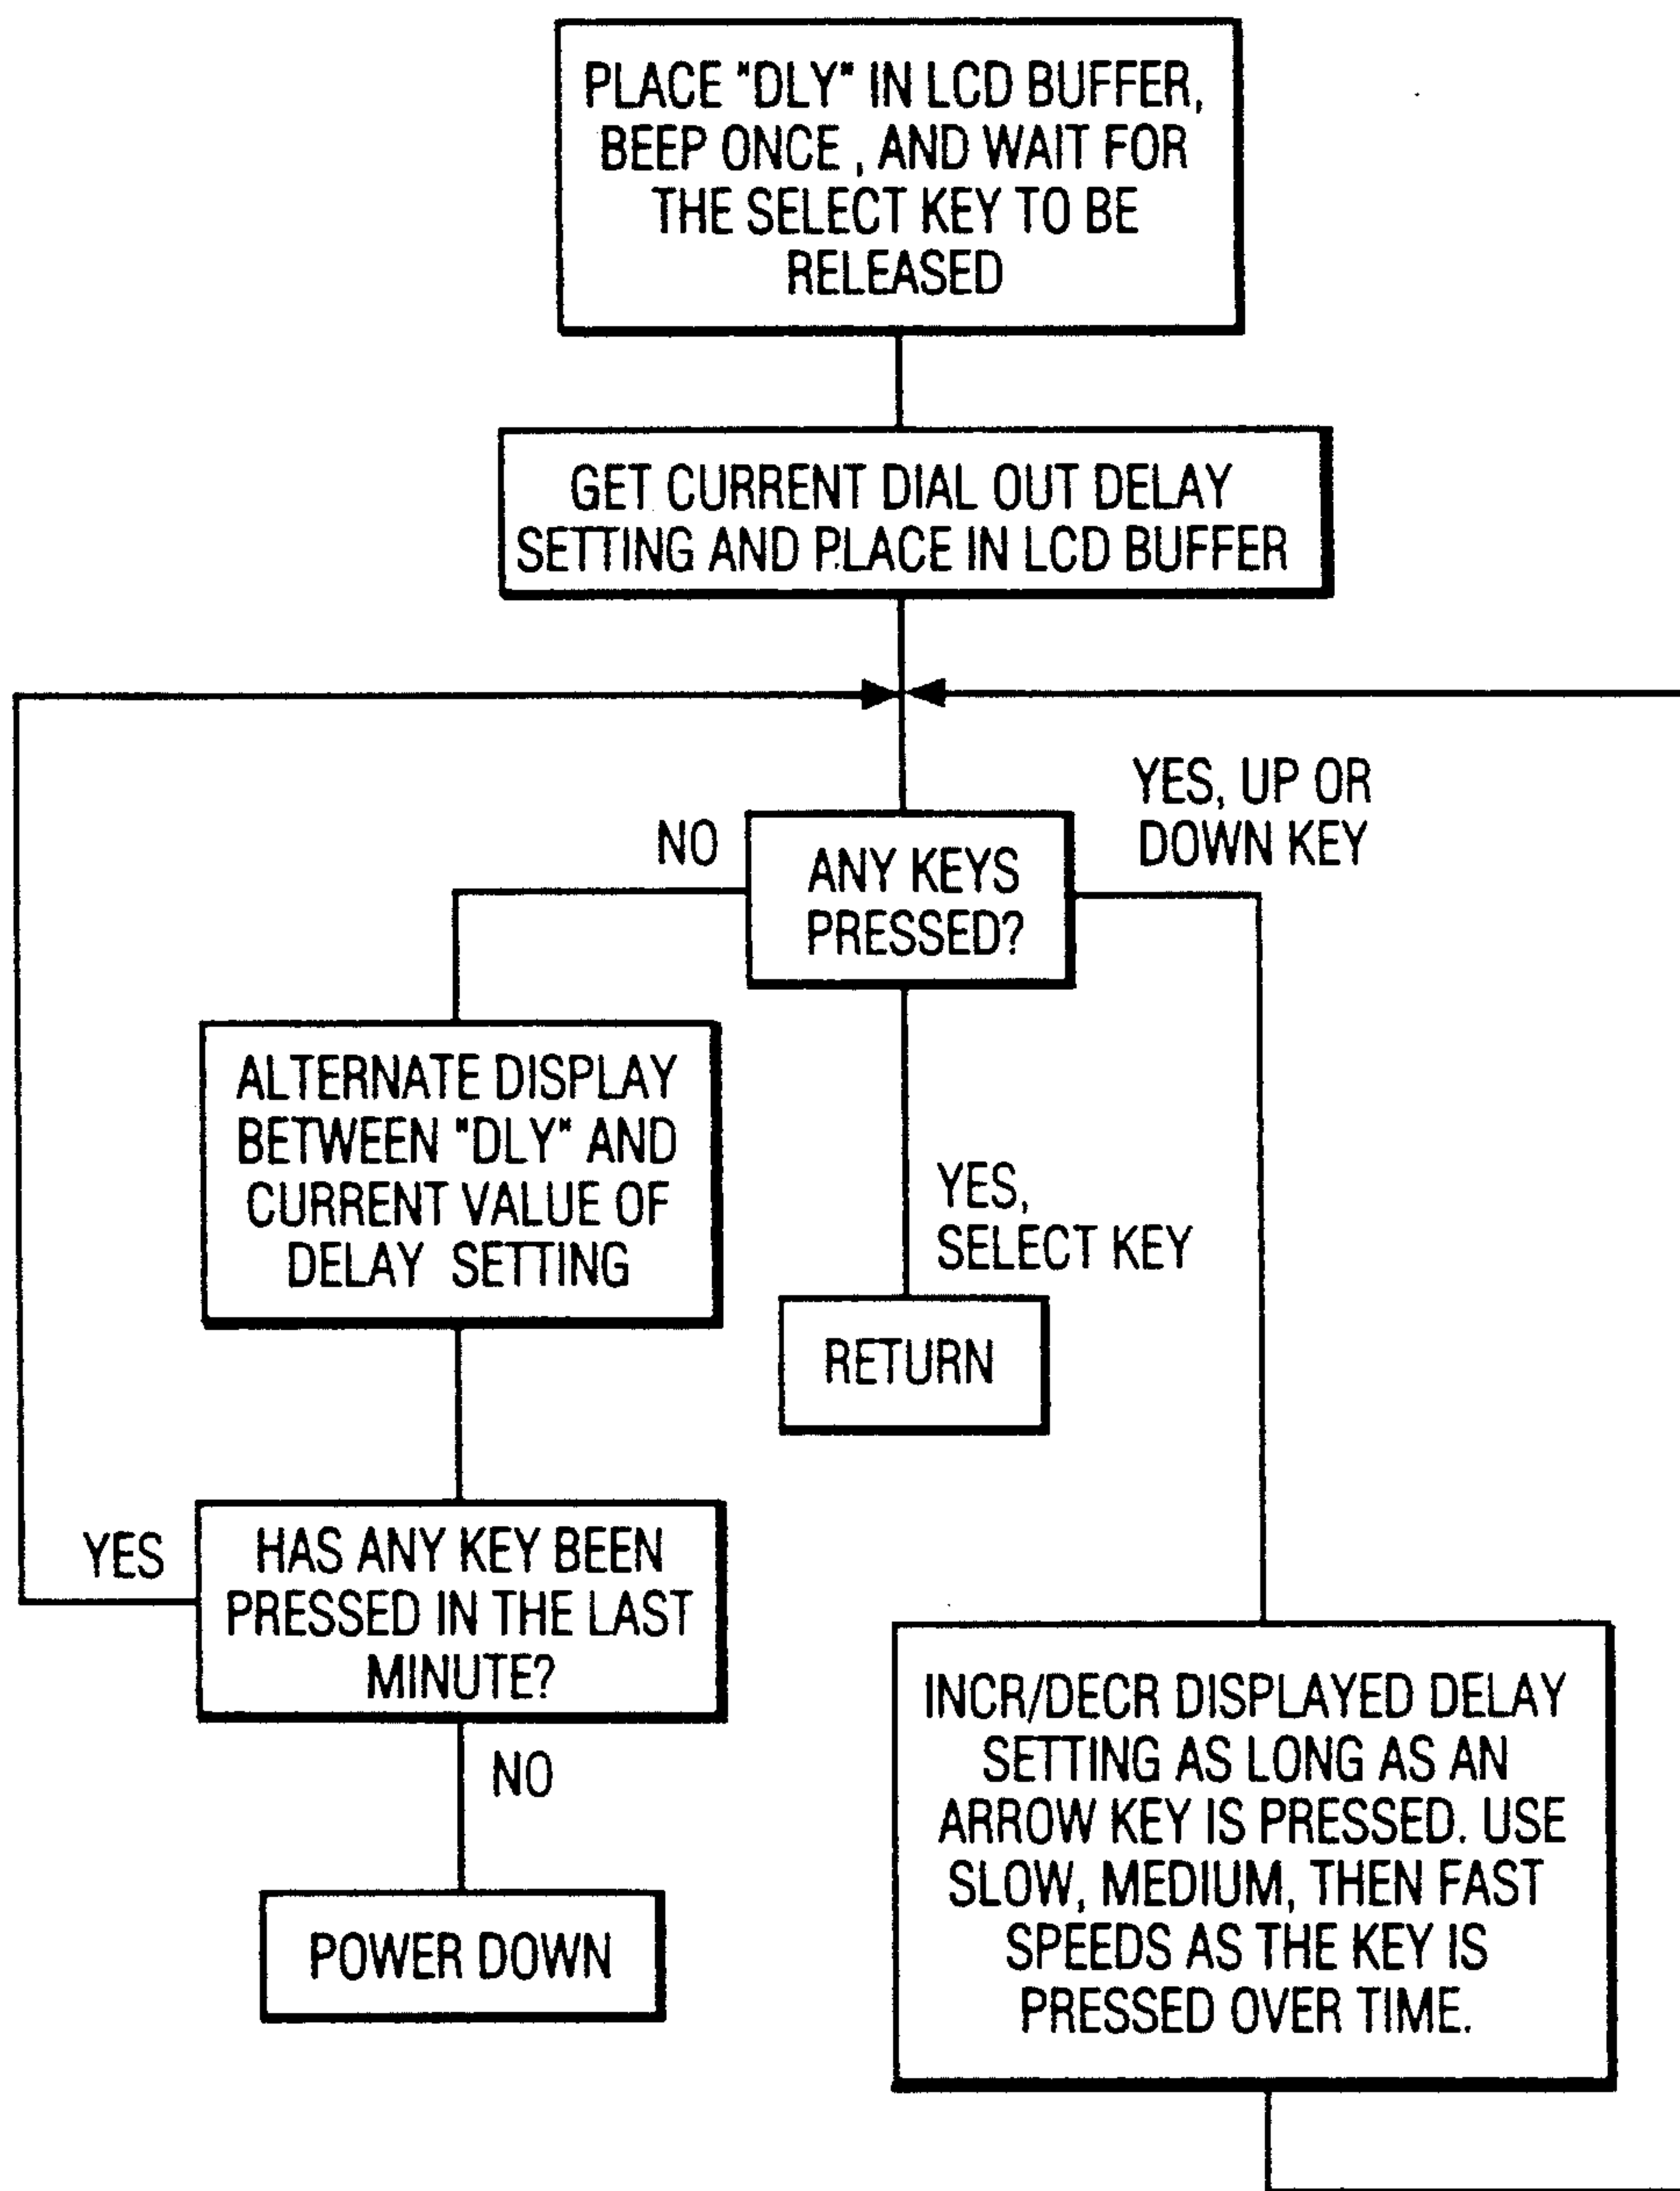 PLACE "DLY" IN LCD BUFFER,
BEEP ONCE , AND WAIT FOR
THE SELECT KEY TO BE
RELEASED
GET CURRENT DIAL OUT DELAY
SETTING AND PLACE IN LCD BUFFER
YES, UP OR
DOWN KEY
NO
ANY KEYS
PRESSED?
ALTERNATE DISPLAY
BETWEEN "DLY" AND
CURRENT VALUE OF
DELAY SETTING
YES,
SELECT KEY
RETURN
YES
HAS ANY KEY BEEN
PRESSED IN THE LAST
MINUTE?
NO
POWER DOWN
INCR/DECR DISPLAYED DELAY
SETTING AS LONG AS AN
ARROW KEY IS PRESSED. USE
SLOW, MEDIUM, THEN FAST
SPEEDS AS THE KEY IS
PRESSED OVER TIME.